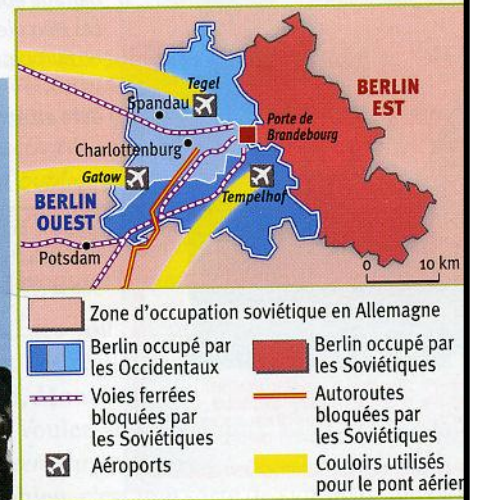 Tegel
Spandau
BERLIN
EST
Porte de
Brandebourg
Charlottenburg
Gatow
Tempelhof
BERLIN
OUEST
Potsdam
0 10 km
Zone d'occupation soviétique en Allemagne
Berlin occupé par
les Occidentaux
Berlin occupé par
les Soviétiques
Voies ferrées
bloquées par
les Soviétiques
Autoroutes
bloquées par
les Soviétiques
Aéroports
Couloirs utilisés
pour le pont aérien